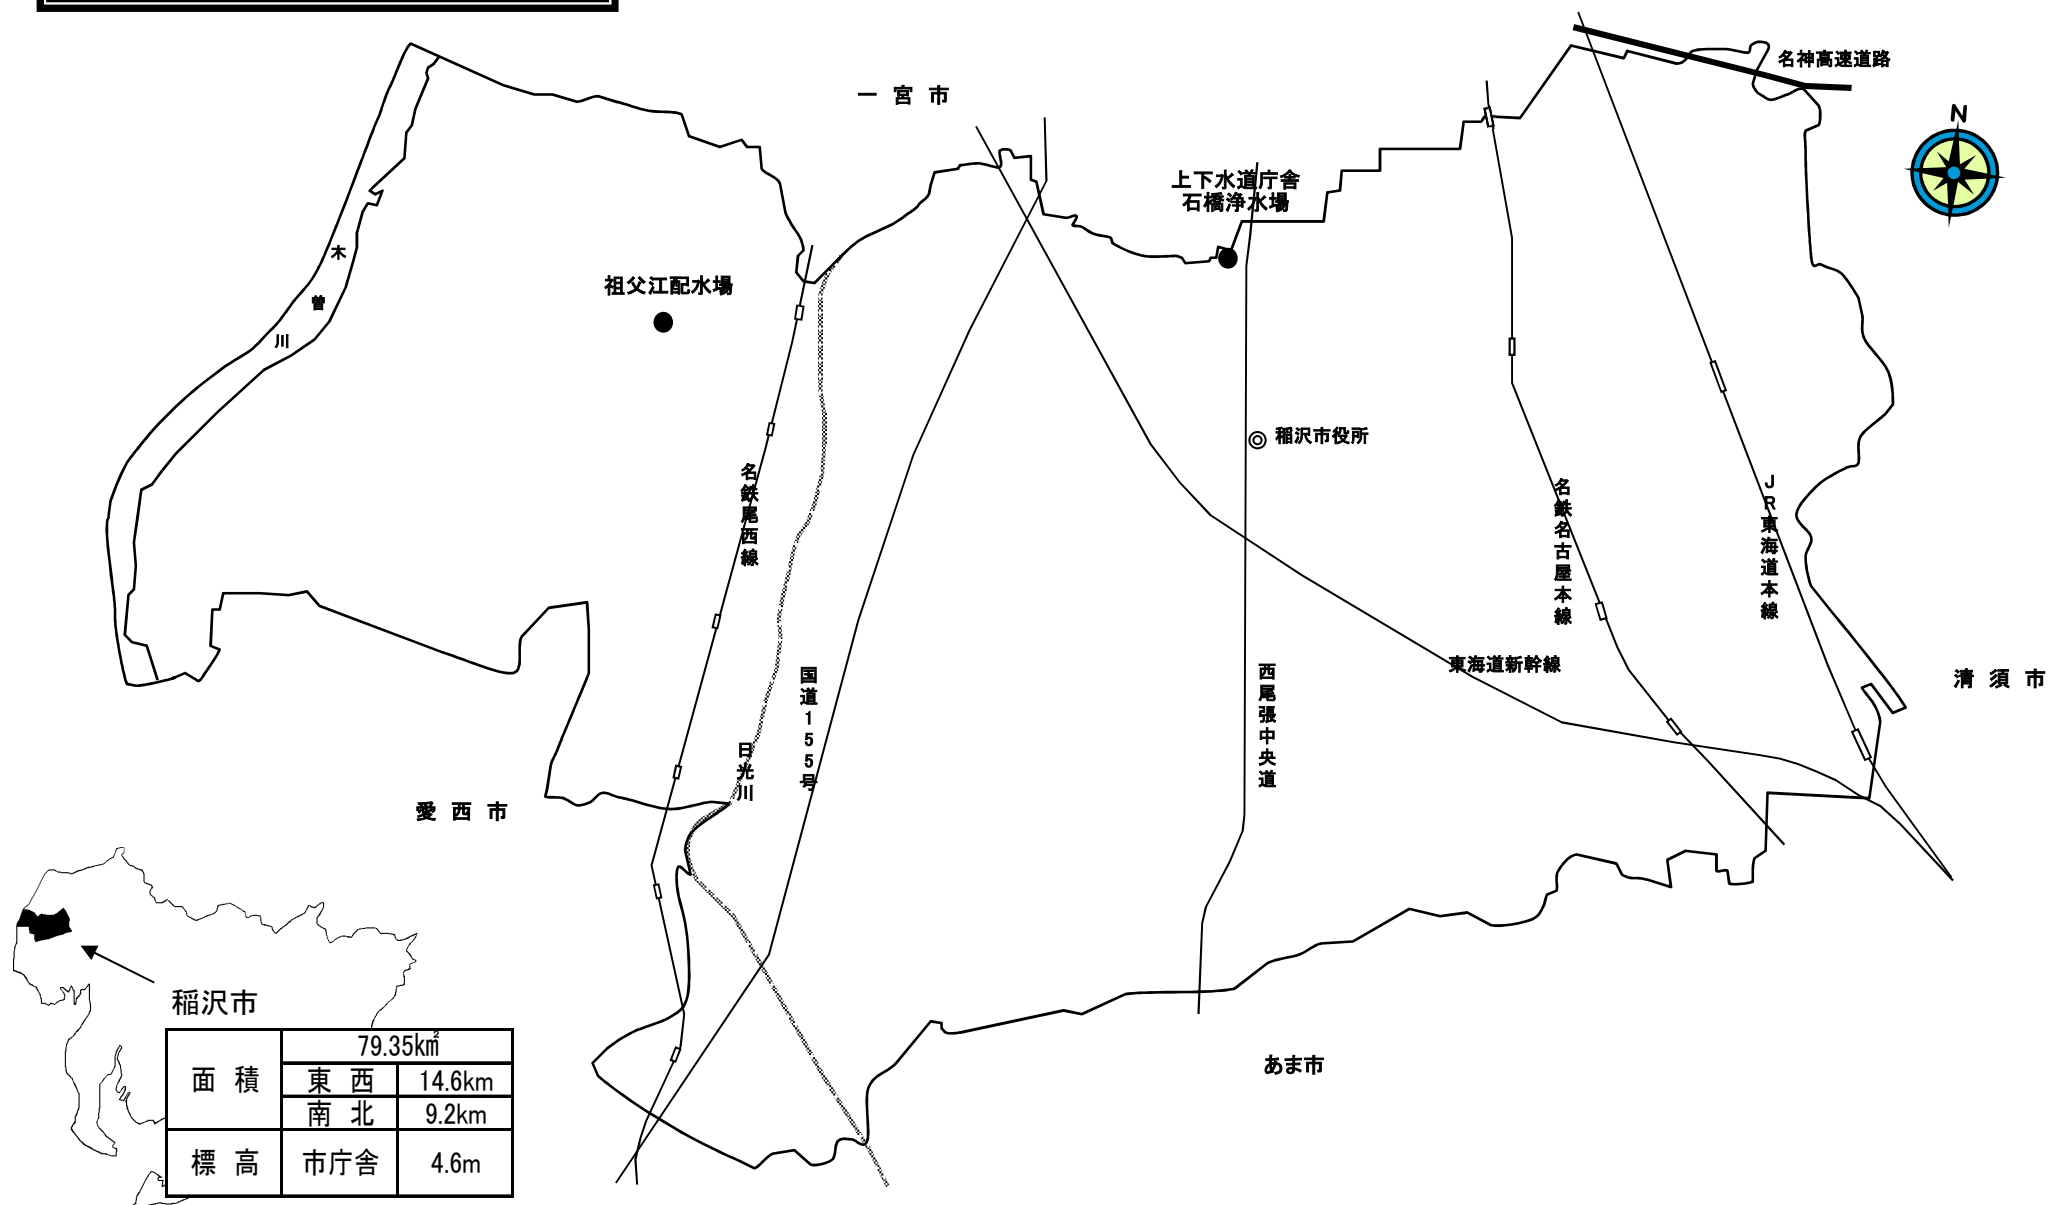 名神高速道路
一宮市
N
上下水道庁舎
石橋浄水場
木曽川
祖父江配水場
稲沢市役所
名鉄尾西線
名鉄名古屋本線
JR東海道本線
東海道新幹線
国道155号
西尾張中央道
清須市
日光川
愛西市
稲沢市
あま市
面積 79.35k㎡
東西 14.6km
南北 9.2km
標高 市庁舎 4.6m